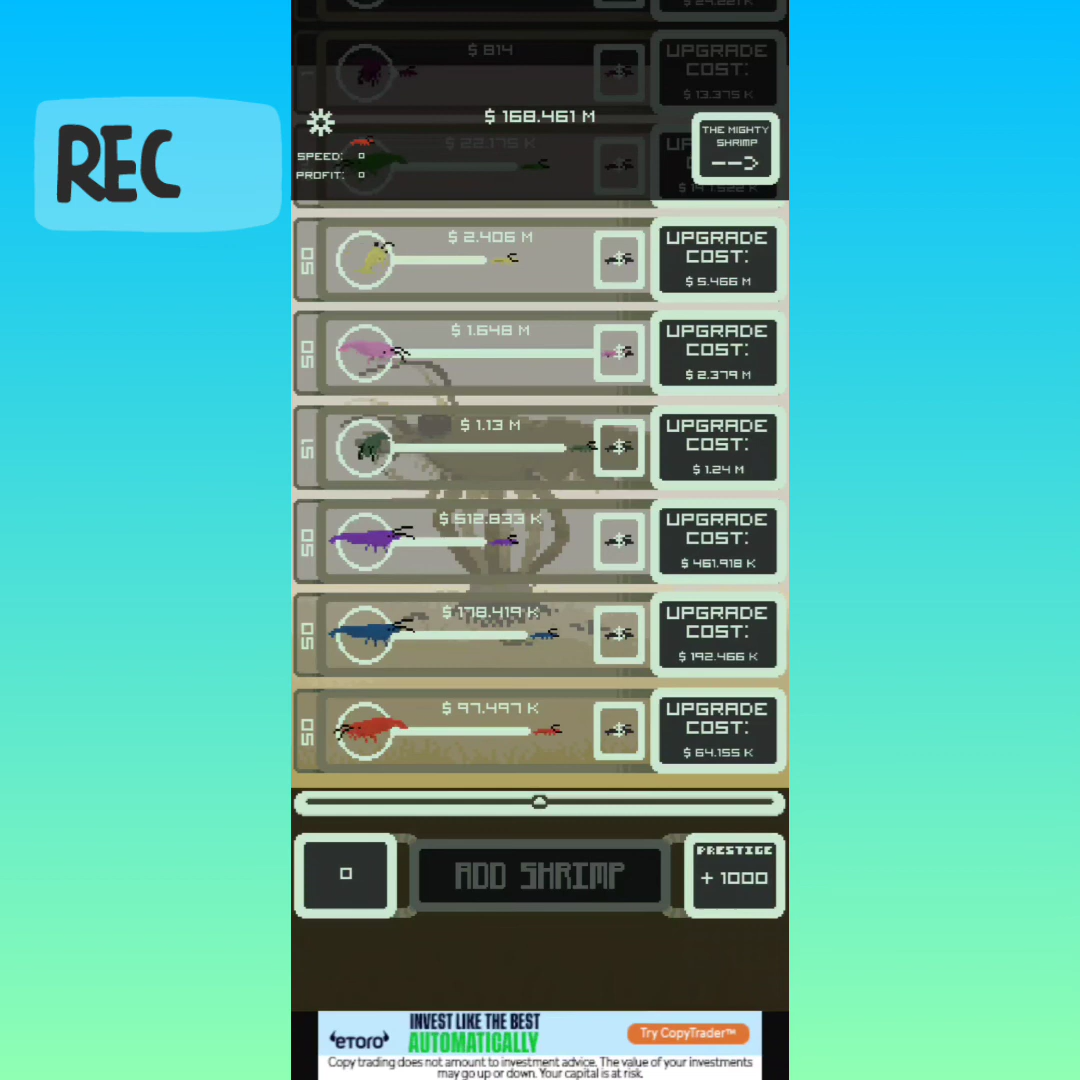 REC
$ 814
UPGRADE
COST:
$ 13.375 K
$ 168.461 M
THE MIGHTY
SHRIMP
-->
$ 22.175 K
SPEED: 0
PROFIT: 0
50
$ 2.406 M
$
UPGRADE
COST:
$ 5.466 M
50
$ 1.648 M
$
UPGRADE
COST:
$ 2.379 M
51
$ 1.13 M
$
UPGRADE
COST:
$ 1.24 M
50
$ 512.833 K
$
UPGRADE
COST:
$ 461.918 K
50
$ 178.419 K
$
UPGRADE
COST:
$ 192.466 K
50
$ 97.497 K
$
UPGRADE
COST:
$ 64.155 K
0
ADD SHRIMP
PRESTIGE
+ 1000
eTORO
INVEST LIKE THE BEST
AUTOMATICALLY
Try CopyTrader™
Copy trading does not amount to investment advice. The value of your investments
may go up or down. Your capital is at risk.